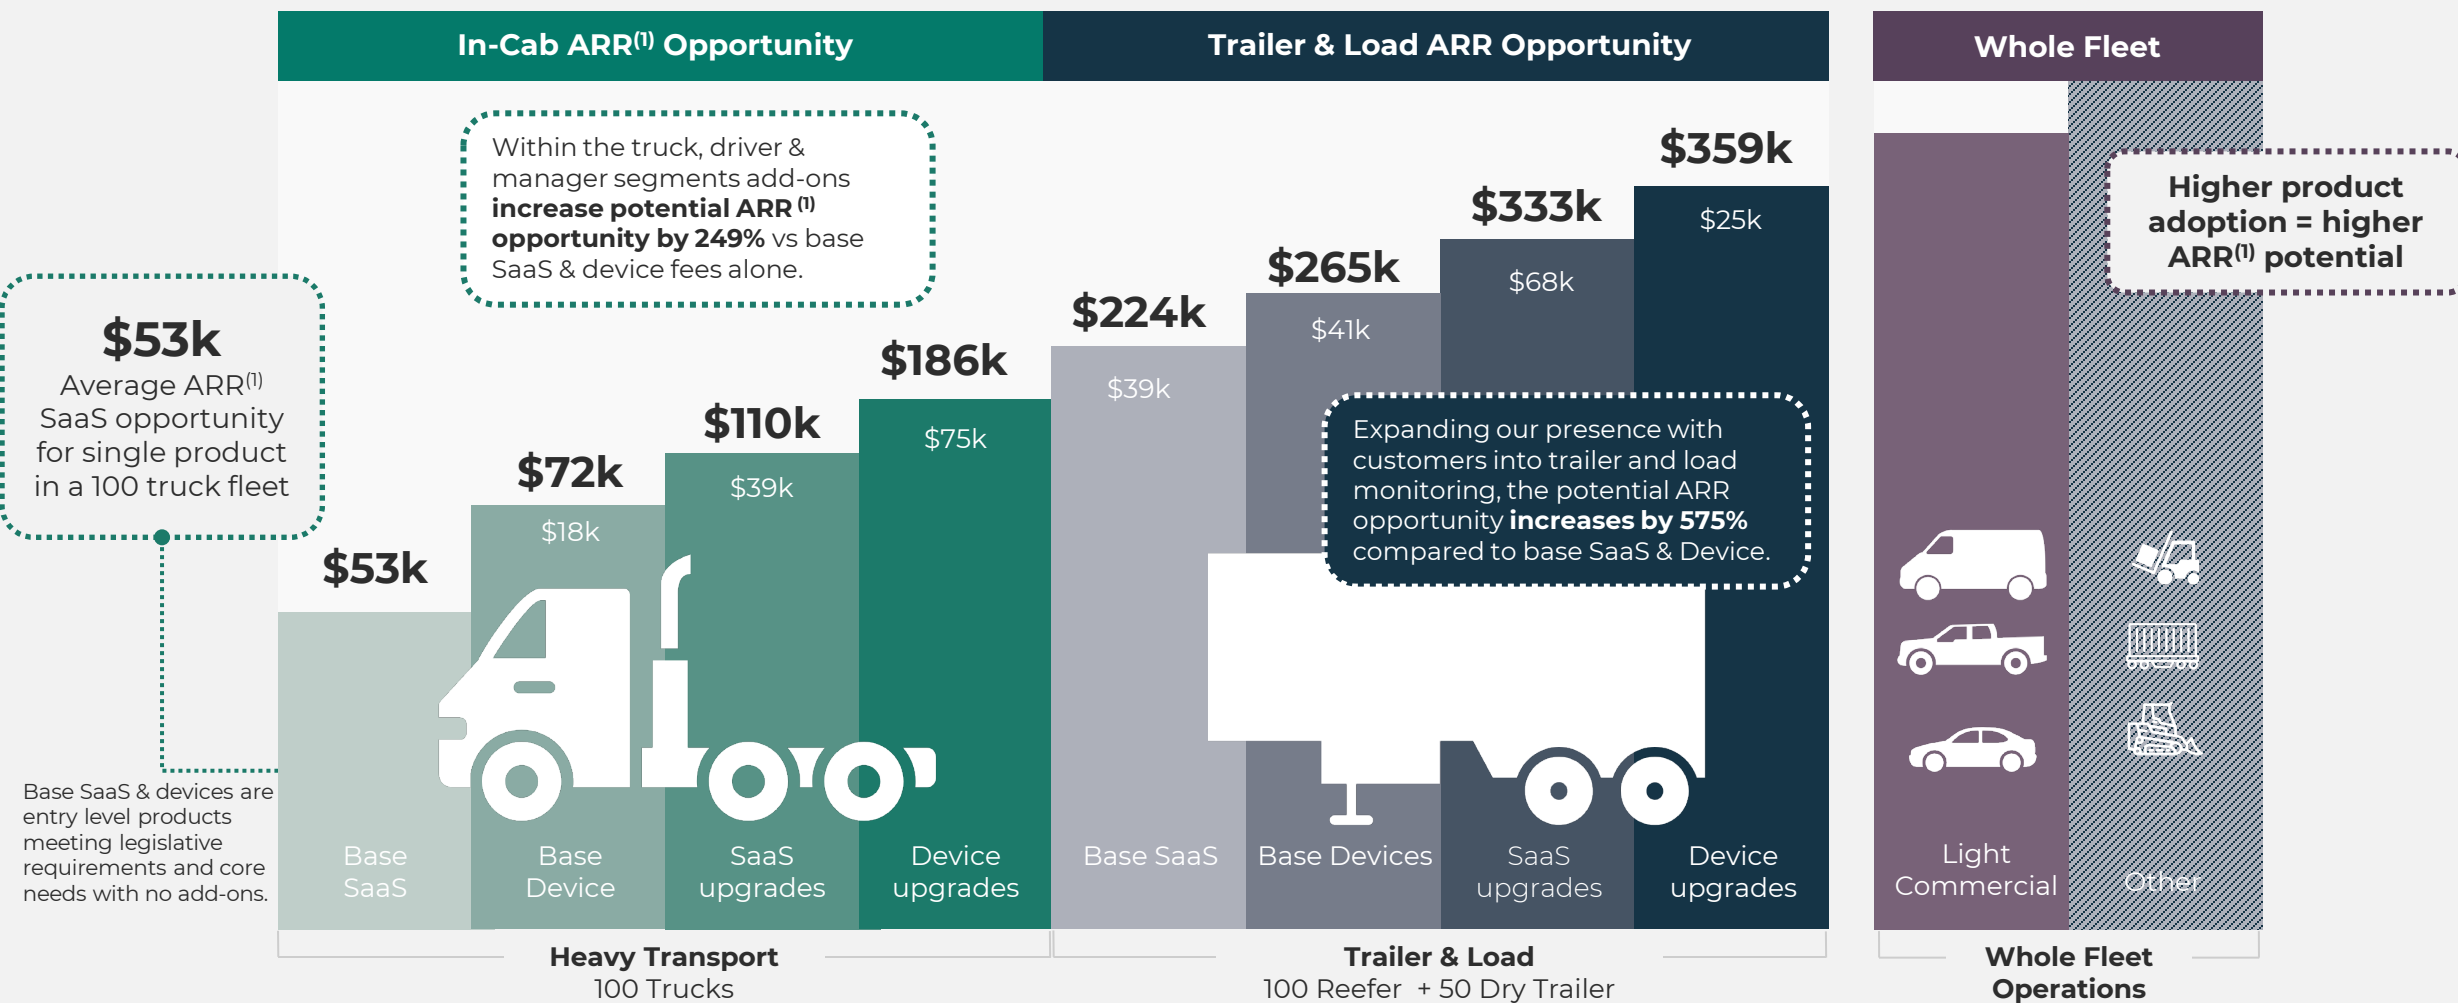 In-Cab ARR(1) Opportunity
Trailer & Load ARR Opportunity
Whole Fleet
Within the truck, driver &
manager segments add-ons
increase potential ARR (1)
opportunity by 249% vs base
SaaS & device fees alone.
$53k
Average ARR(1)
SaaS opportunity
for single product
in a 100 truck fleet
Base SaaS & devices are
entry level products
meeting legislative
requirements and core
needs with no add-ons.
$53k
Base
SaaS
$72k
$18k
Base
Device
$110k
$39k
SaaS
upgrades
$186k
$75k
Device
upgrades
$224k
$39k
Base SaaS
$265k
$41k
Base Devices
$333k
$68k
SaaS
upgrades
$359k
$25k
Device
upgrades
Expanding our presence with
customers into trailer and load
monitoring, the potential ARR
opportunity increases by 575%
compared to base SaaS & Device.
Higher product
adoption = higher
ARR(1) potential
Light
Commercial
Other
Heavy Transport
100 Trucks
Trailer & Load
100 Reefer + 50 Dry Trailer
Whole Fleet
Operations